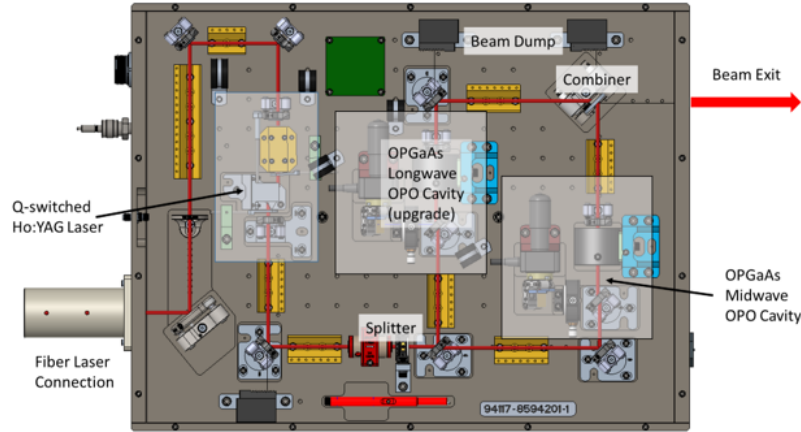 Beam Dump
Combiner
Beam Exit
OPGaAs
Longwave
OPO Cavity
(upgrade)
Q-switched
Ho:YAG Laser
OPGaAs
Midwave
OPO Cavity
Splitter
Fiber Laser
Connection
94117-8594201-1